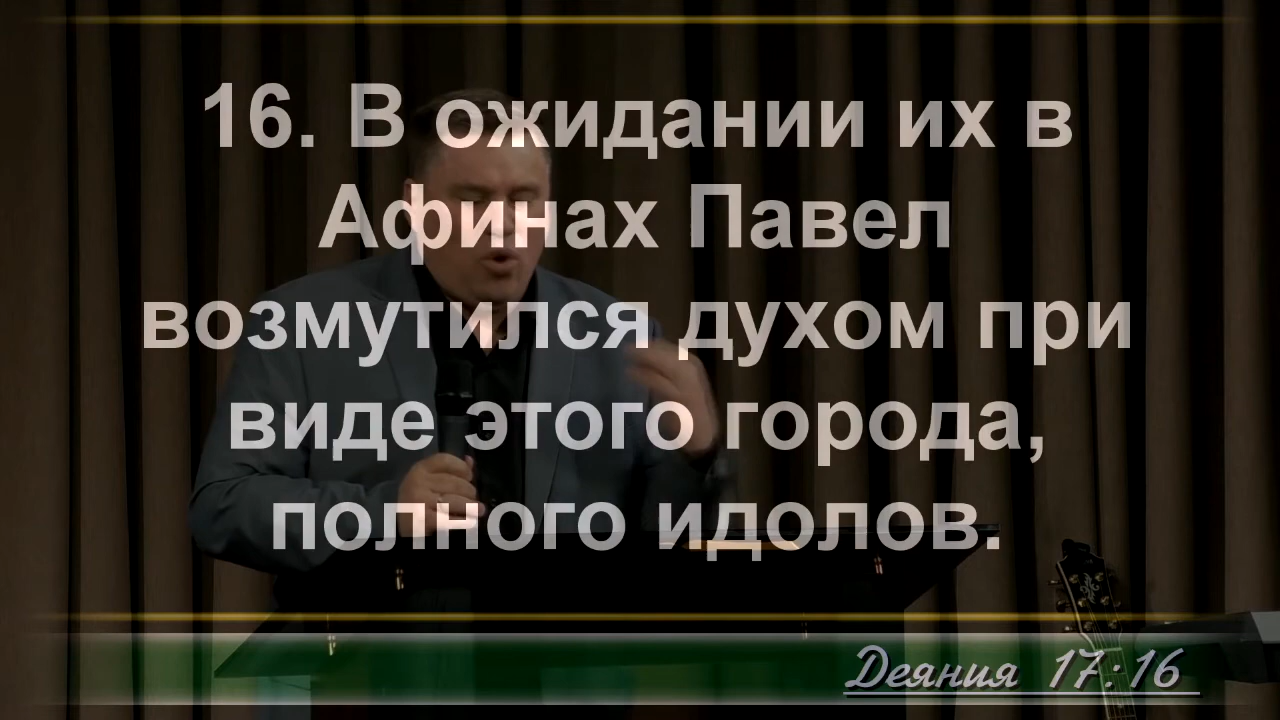 16. В ожидании их в
Афинах Павел
возмутился духом при
виде этого города,
полного идолов.
Деяния 17:16